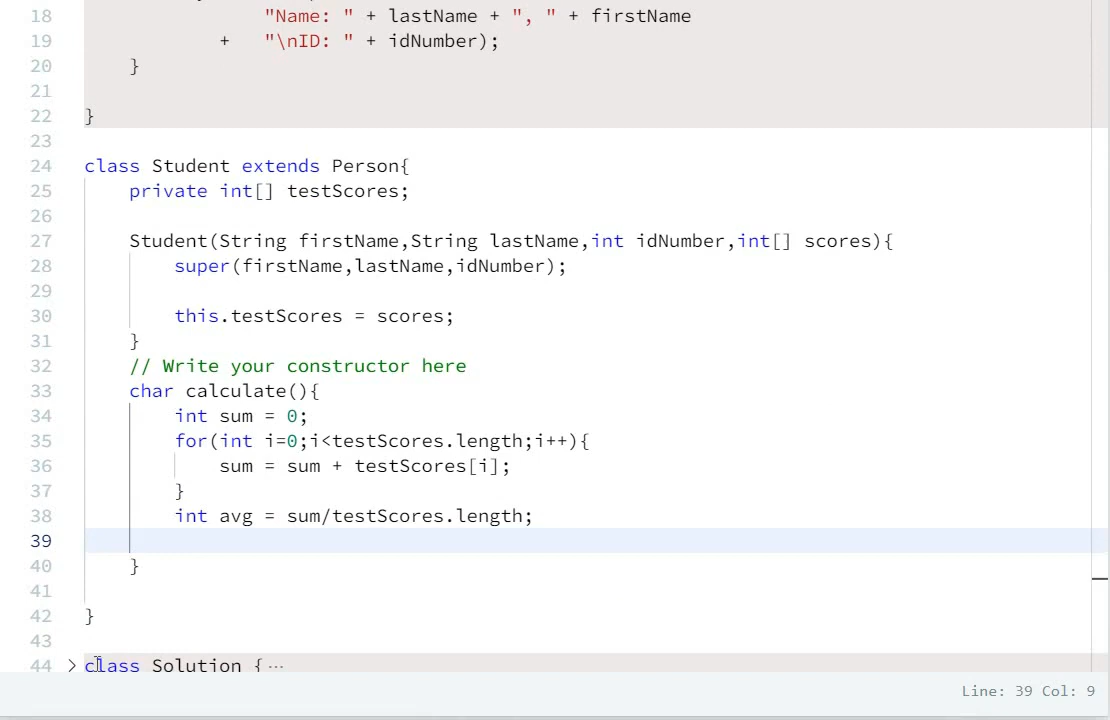 18 "Name: " + lastName + ", " + firstName
19 + "\nID: " + idNumber);
20 }
21
22 }
23
24 class Student extends Person{
25 private int[] testScores;
26
27 Student(String firstName,String lastName,int idNumber,int[] scores){
28 super(firstName,lastName,idNumber);
29
30 this.testScores = scores;
31 }
32 // Write your constructor here
33 char calculate(){
34 int sum = 0;
35 for(int i=0;i<testScores.length;i++){
36 sum = sum + testScores[i];
37 }
38 int avg = sum/testScores.length;
39
40 }
41
42 }
43
44 > class Solution { ···
Line: 39 Col: 9